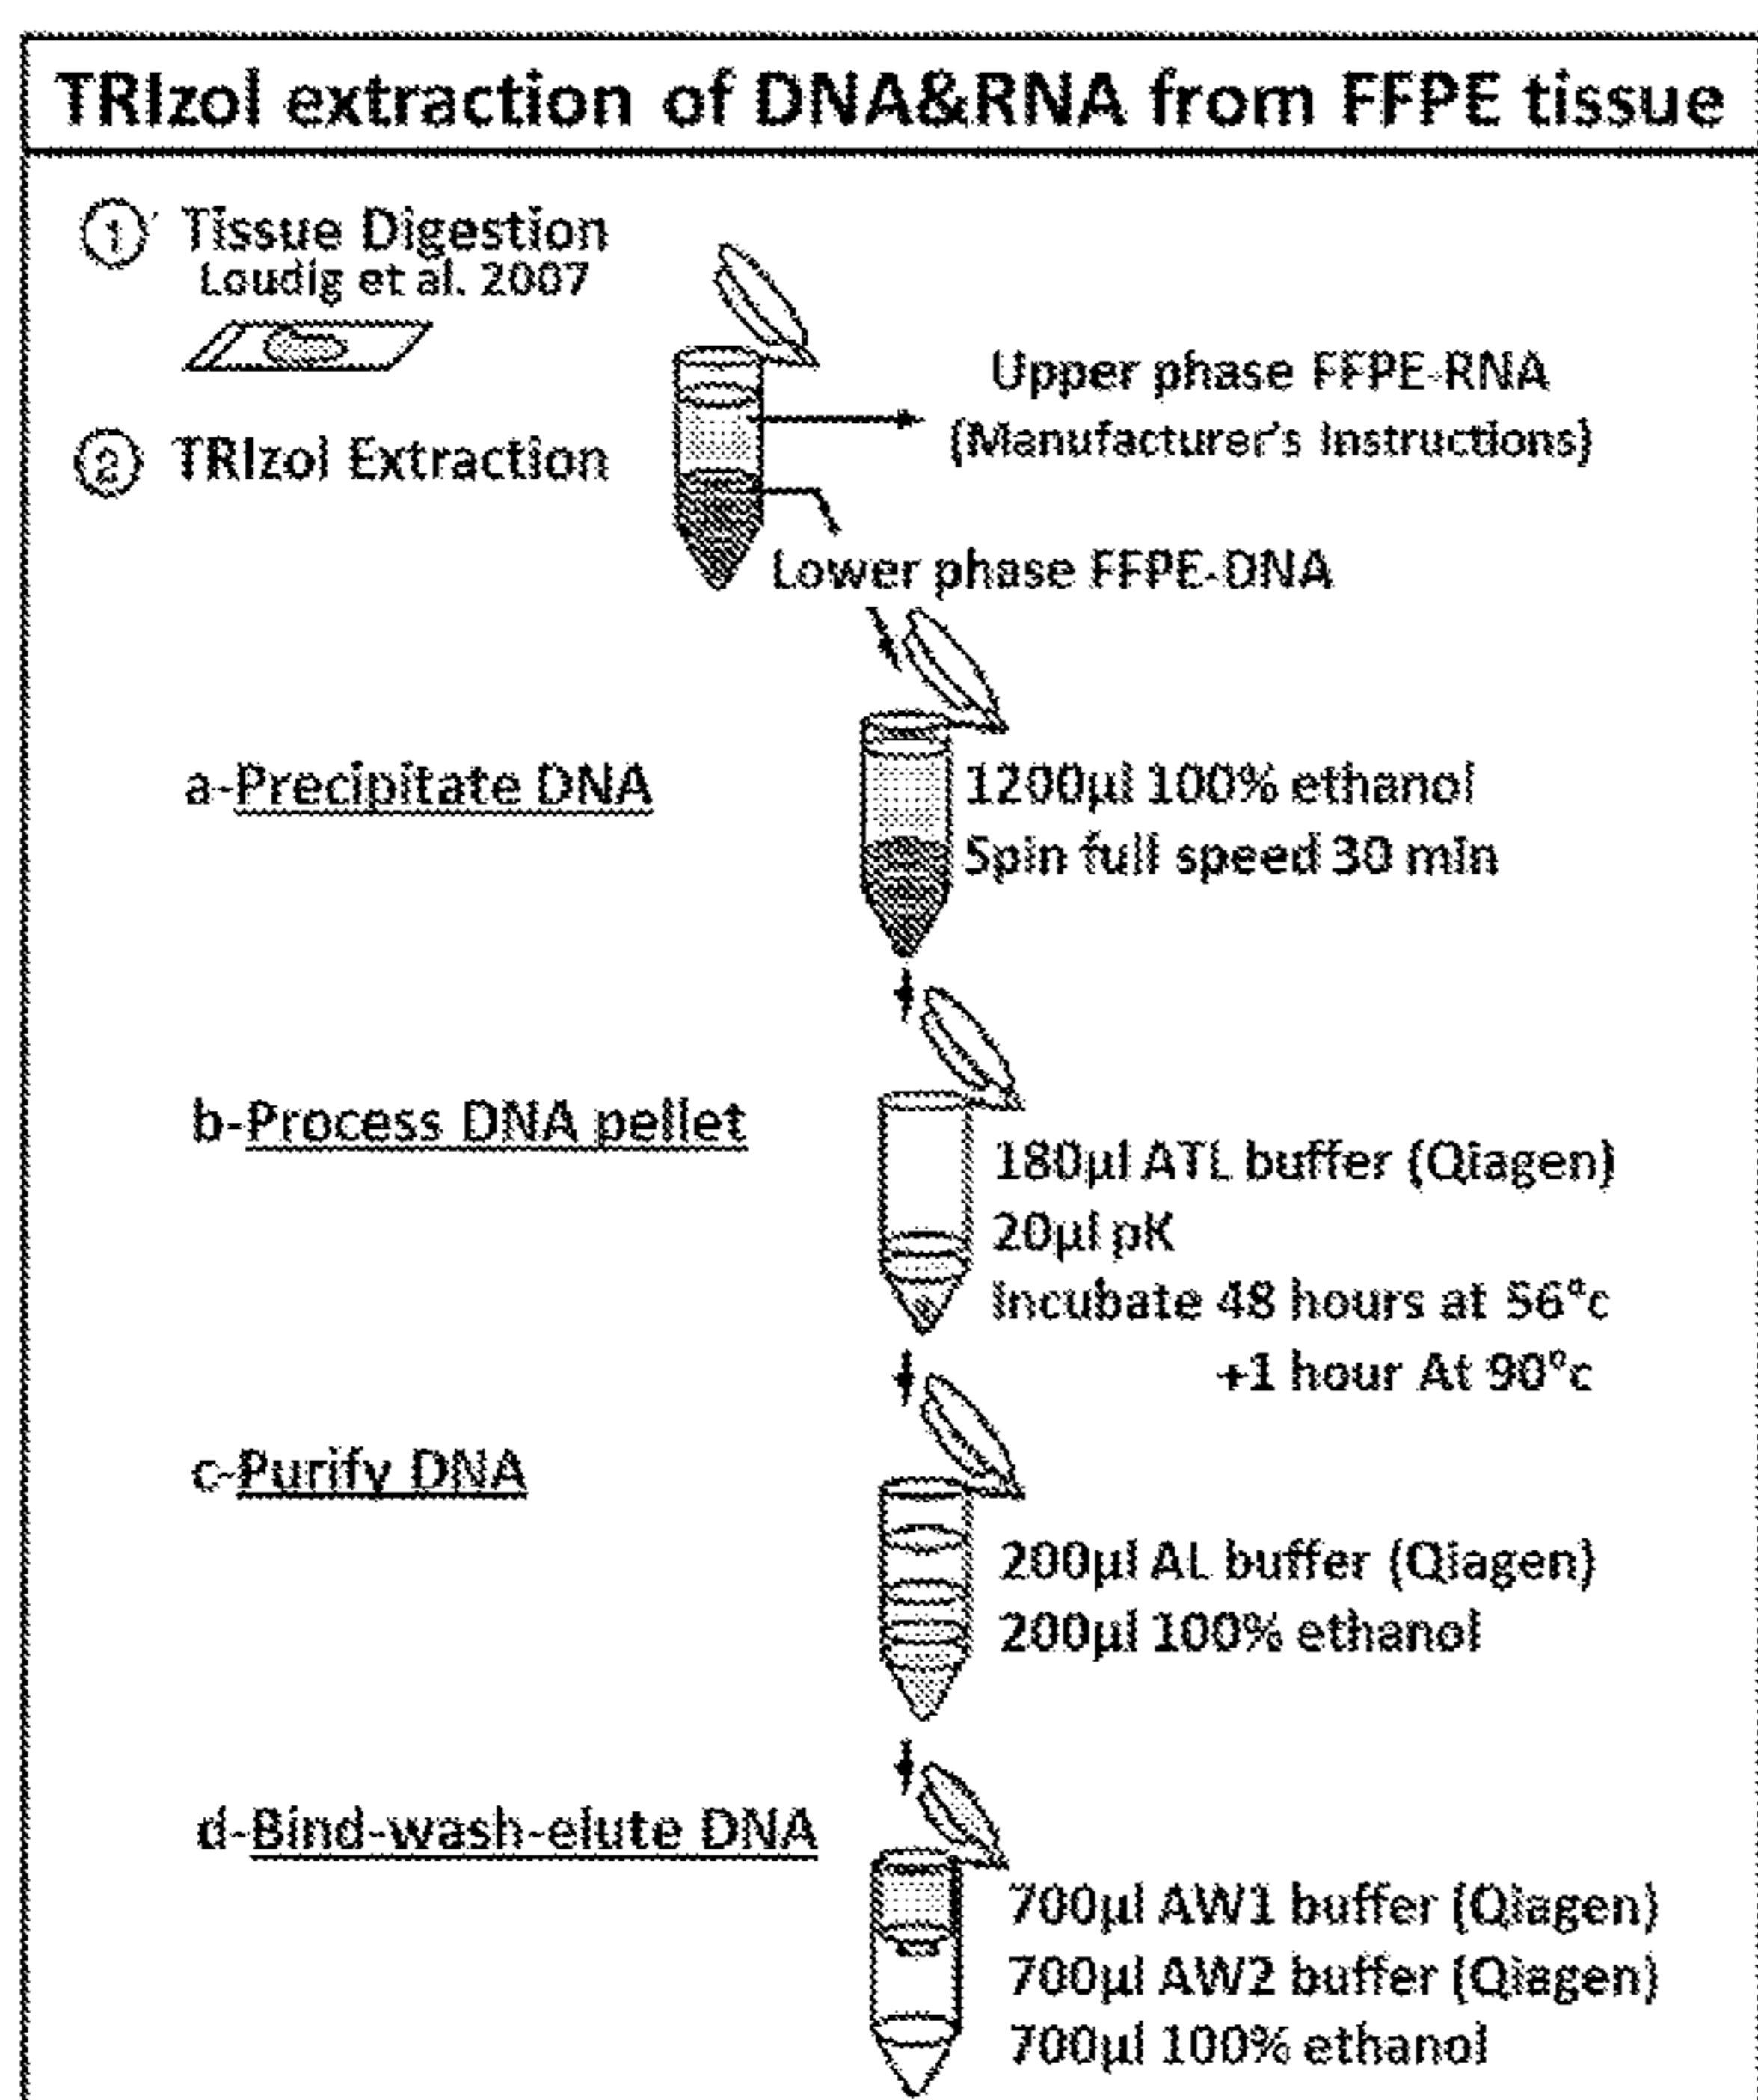 TRIzol extraction of DNA&RNA from FFPE tissue
1 Tissue Digestion
Loudig et al. 2007
Upper phase FFPE-RNA
(Manufacturer's Instructions)
2 TRIzol Extraction
Lower phase FFPE-DNA
a-Precipitate DNA
1200µl 100% ethanol
Spin full speed 30 min
b-Process DNA pellet
180µl ATL buffer (Qiagen)
20µl pK
Incubate 48 hours at 56°c
+1 hour At 90°c
c-Purify DNA
200µl AL buffer (Qiagen)
200µl 100% ethanol
d-Bind-wash-elute DNA
700µl AW1 buffer (Qiagen)
700µl AW2 buffer (Qiagen)
700µl 100% ethanol